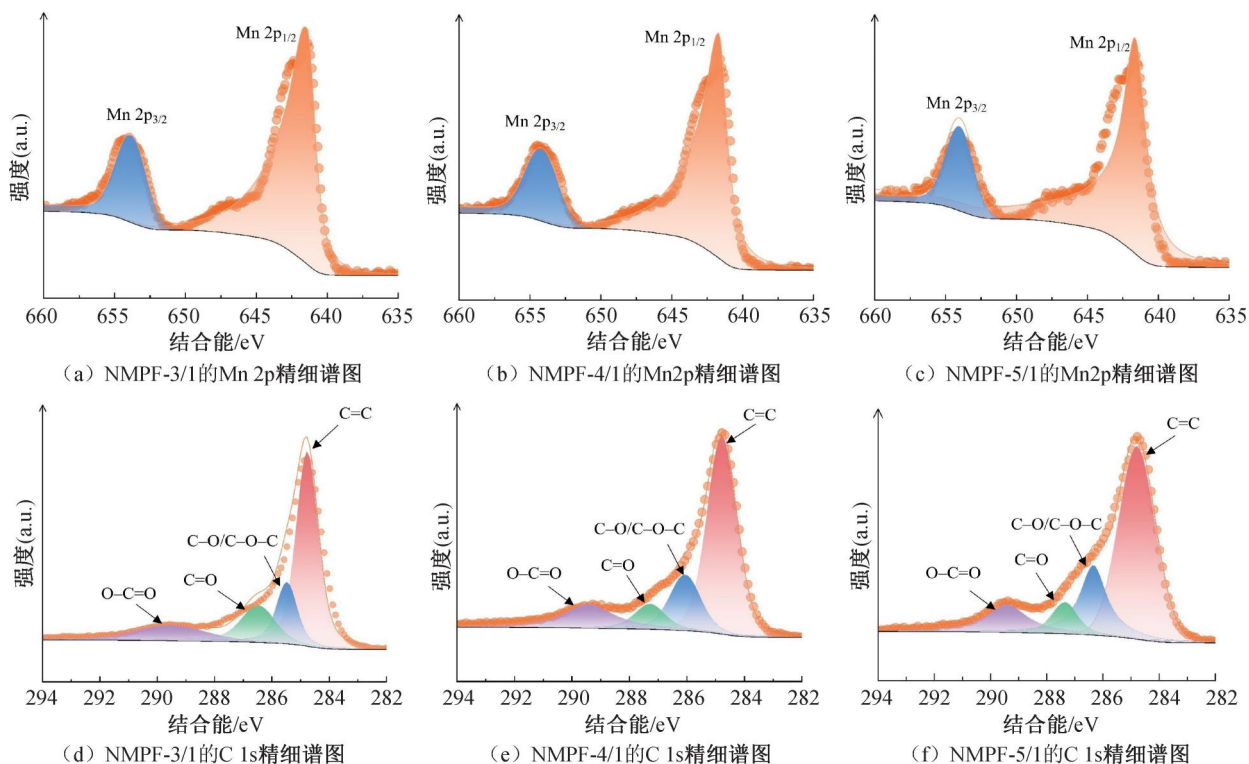 强度(a.u.)
Mn 2p3/2
Mn 2p1/2
660 655 650 645 640 635
结合能/eV
(a) NMPF-3/1的Mn 2p精细谱图
强度(a.u.)
Mn 2p3/2
Mn 2p1/2
660 655 650 645 640 635
结合能/eV
(b) NMPF-4/1的Mn2p精细谱图
强度(a.u.)
Mn 2p3/2
Mn 2p1/2
660 655 650 645 640 635
结合能/eV
(c) NMPF-5/1的Mn2p精细谱图
强度(a.u.)
C=C
C–O/C–O–C
C=O
O–C=O
294 292 290 288 286 284 282
结合能/eV
(d) NMPF-3/1的C 1s精细谱图
强度(a.u.)
C=C
C–O/C–O–C
C=O
O–C=O
294 292 290 288 286 284 282
结合能/eV
(e) NMPF-4/1的C 1s精细谱图
强度(a.u.)
C=C
C–O/C–O–C
C=O
O–C=O
294 292 290 288 286 284 282
结合能/eV
(f) NMPF-5/1的C 1s精细谱图